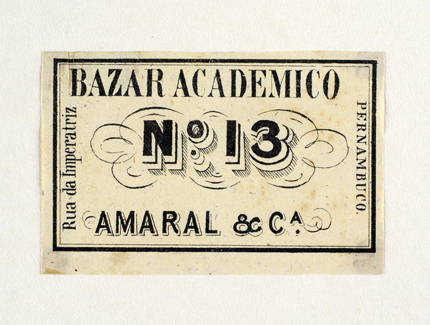 BAZAR ACADEMICO
Nº 13
Rua da Imperatriz
PERNAMBUCO.
AMARAL & Cᴬ.